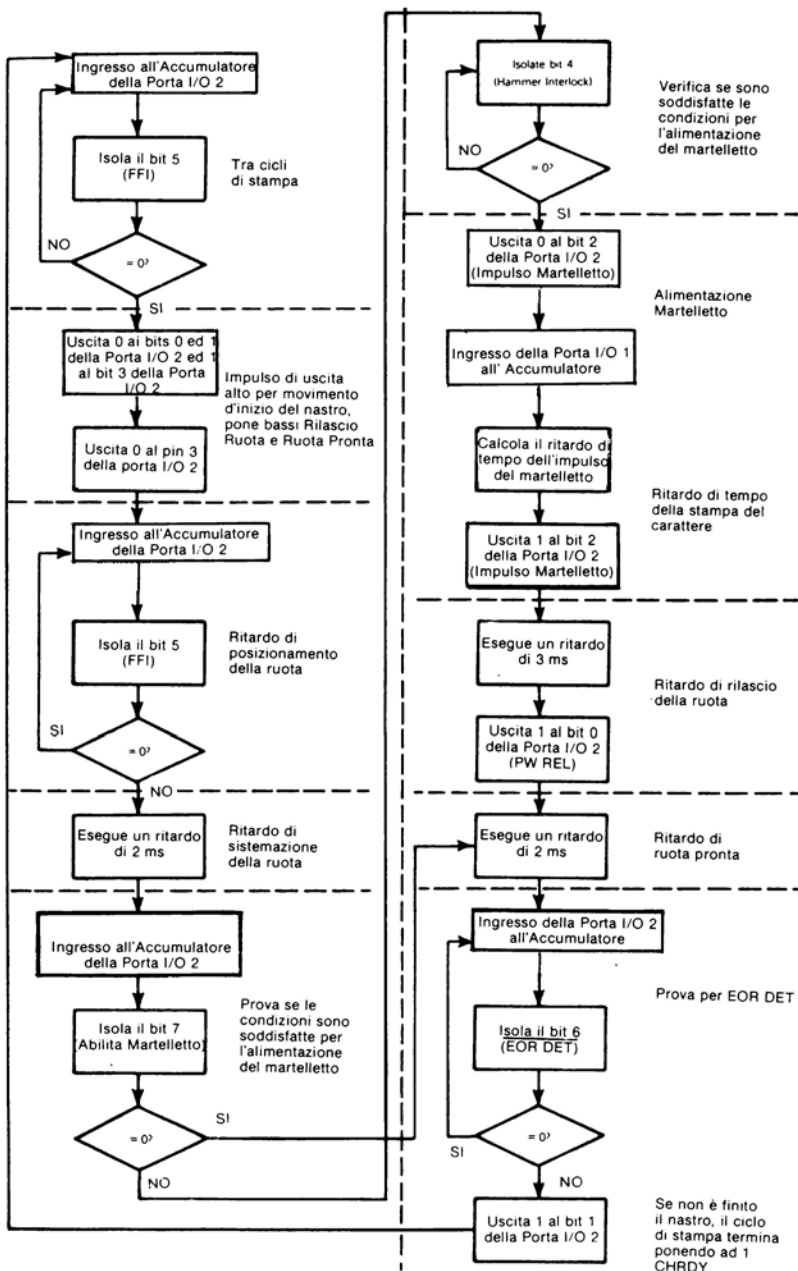 Ingresso all'Accumulatore
della Porta I/O 2
Isola il bit 5
(FFI)
Tra cicli
di stampa
NO
= 0?
SI
Uscita 0 ai bits 0 ed 1
della Porta I/O 2 ed 1
al bit 3 della Porta
I/O 2
Impulso di uscita
alto per movimento
d'inizio del nastro,
pone bassi Rilascio
Ruota e Ruota Pronta
Uscita 0 al pin 3
della porta I/O 2
Ingresso all'Accumulatore
della Porta I/O 2
Isola il bit 5
(FFI)
Ritardo di
posizionamento
della ruota
SI
= 0?
NO
Esegue un ritardo
di 2 ms
Ritardo di
sistemazione
della ruota
Ingresso all'Accumulatore
della Porta I/O 2
Isola il bit 7
(Abilita Martelletto)
Prova se le
condizioni sono
soddisfatte per
l'alimentazione
del martelletto
= 0?
SI
NO
Isolate bit 4
(Hammer Interlock)
Verifica se sono
soddisfatte le
condizioni per
l'alimentazione
del martelletto
NO
= 0?
SI
Uscita 0 al bit 2
della Porta I/O 2
(Impulso Martelletto)
Alimentazione
Martelletto
Ingresso della Porta I/O 1
all' Accumulatore
Calcola il ritardo di
tempo dell'impulso
del martelletto
Ritardo di tempo
della stampa del
carattere
Uscita 1 al bit 2
della Porta I/O 2
(Impulso Martelletto)
Esegue un ritardo
di 3 ms
Ritardo di rilascio
della ruota
Uscita 1 al bit 0
della Porta I/O 2
(PW REL)
Esegue un ritardo
di 2 ms
Ritardo di
ruota pronta
Ingresso della Porta I/O 2
all'Accumulatore
Prova per EOR DET
Isola il bit 6
(EOR DET)
= 0?
SI
NO
Uscita 1 al bit 1
della Porta I/O 2
Se non è finito
il nastro, il ciclo
di stampa termina
ponendo ad 1
CHRDY